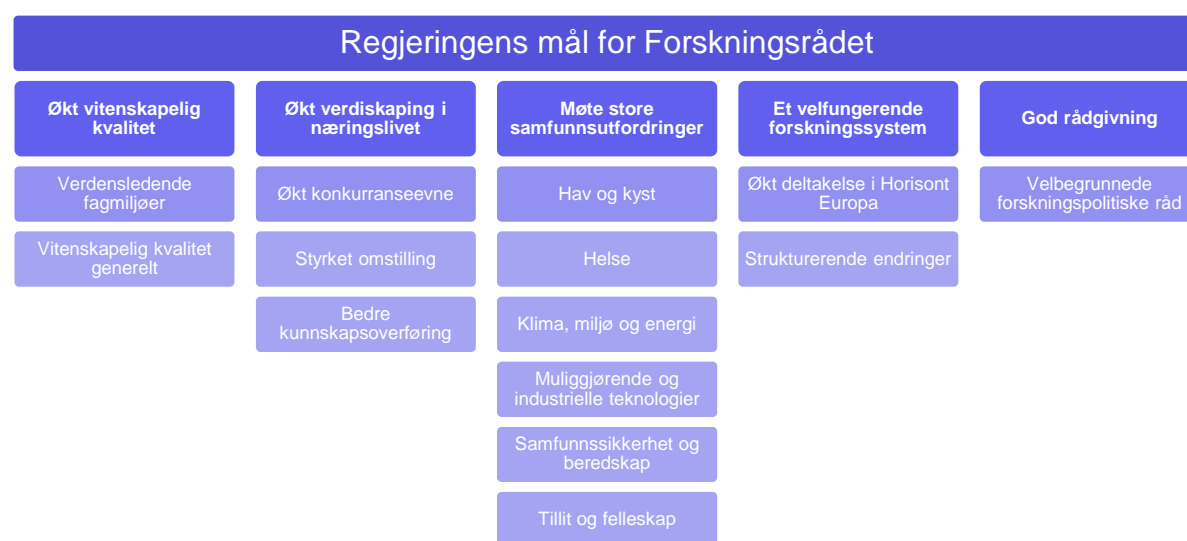 Regjeringens mål for Forskningsrådet
Økt vitenskapelig
kvalitet
Verdensledende
fagmiljøer
Vitenskapelig kvalitet
generelt
Økt verdiskaping i
næringslivet
Økt konkurranseevne
Styrket omstilling
Bedre
kunnskapsoverføring
Møte store
samfunnsutfordringer
Hav og kyst
Helse
Klima, miljø og energi
Muliggjørende og
industrielle teknologier
Samfunnssikkerhet og
beredskap
Tillit og felleskap
Et velfungerende
forskningssystem
Økt deltakelse i Horisont
Europa
Strukturerende endringer
God rådgivning
Velbegrunnede
forskningspolitiske råd